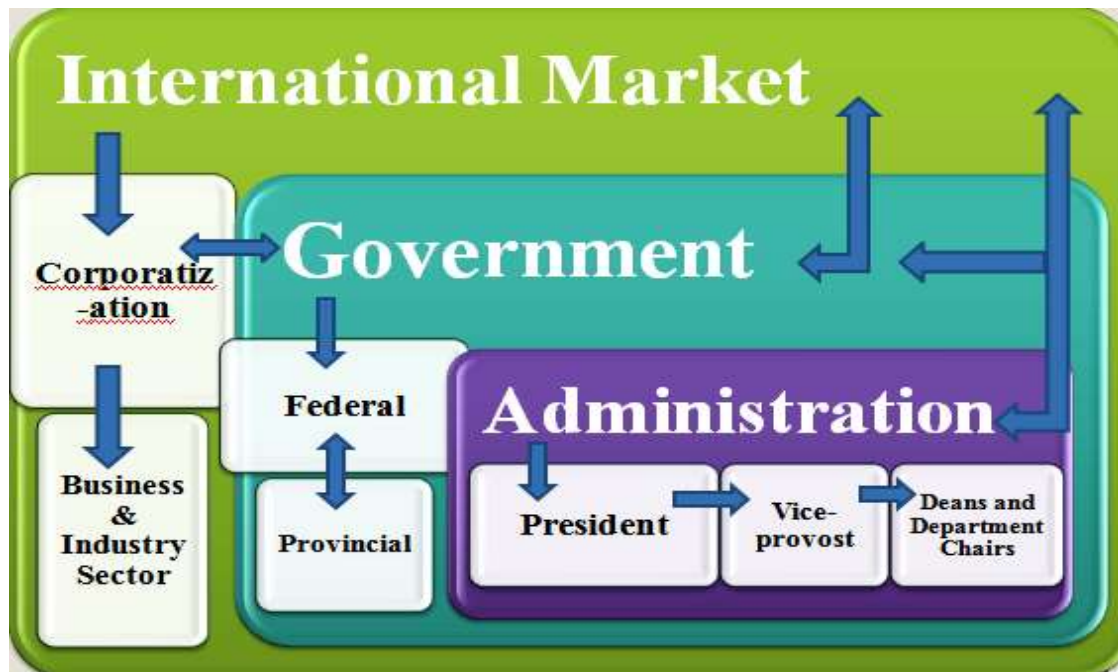 International Market
Corporatiz
-ation
Government
Federal
Administration
Business
&
Industry
Sector
Provincial
President
Vice-
provost
Deans and
Department
Chairs